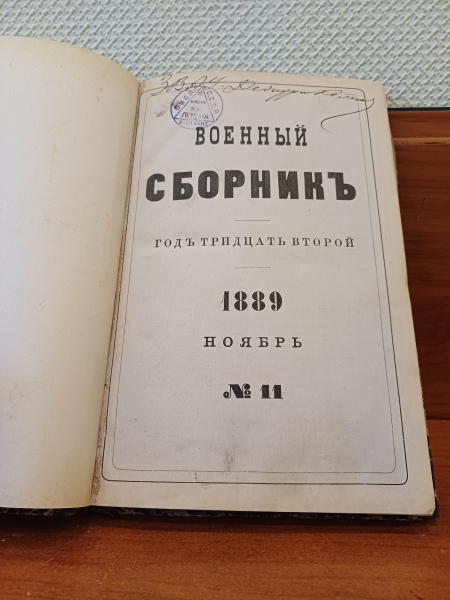 ВОЕННЫЙ
СБОРНИКЪ
ГОДЪ ТРИДЦАТЬ ВТОРОЙ
1889
НОЯБРЬ
№ 11